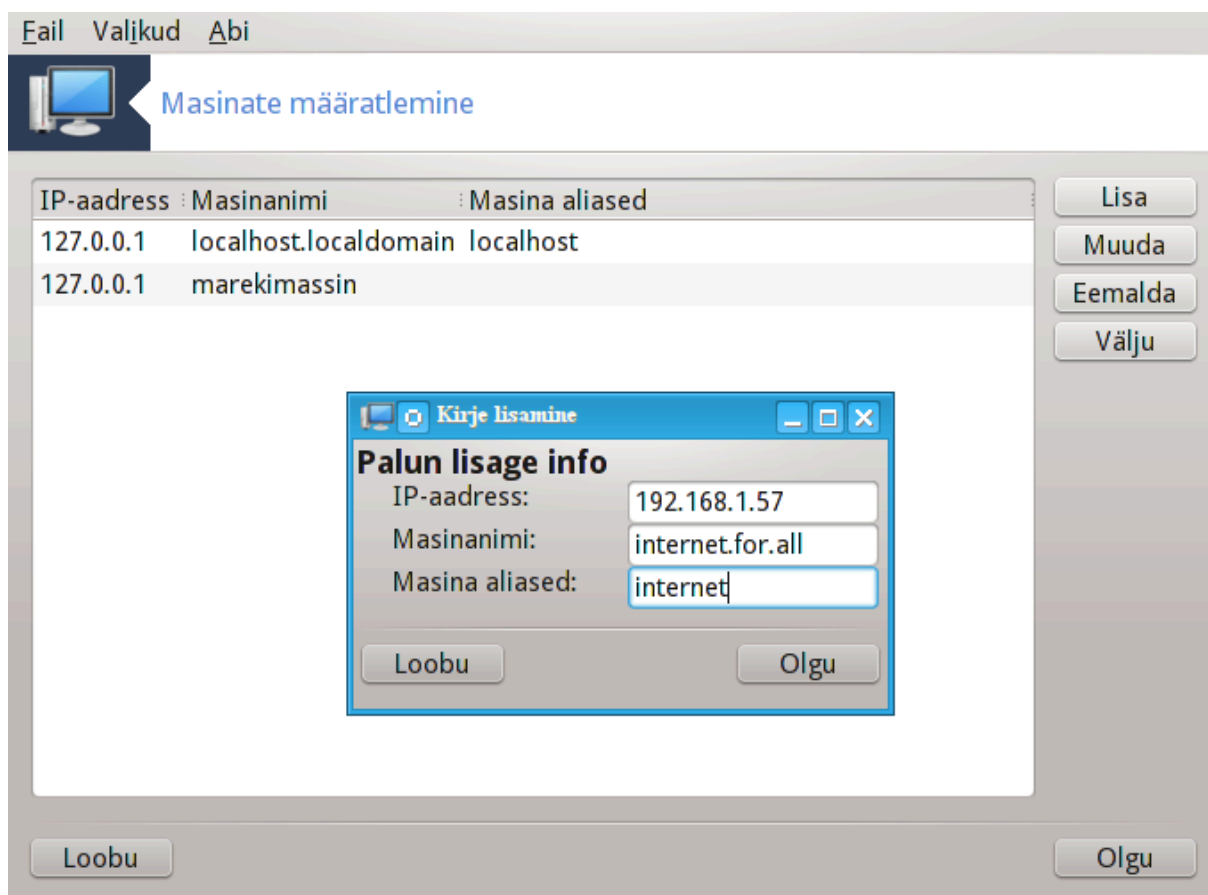 Fail Valikud Abi
Masinate määratlemine
IP-aadress Masinanimi Masina aliased
127.0.0.1 localhost.localdomain localhost
127.0.0.1 marekimassin
Lisa
Muuda
Eemalda
Välju
Kirje lisamine
Palun lisage info
IP-aadress: 192.168.1.57
Masinanimi: internet.for.all
Masina aliased: internet
Loobu Olgu
Loobu Olgu